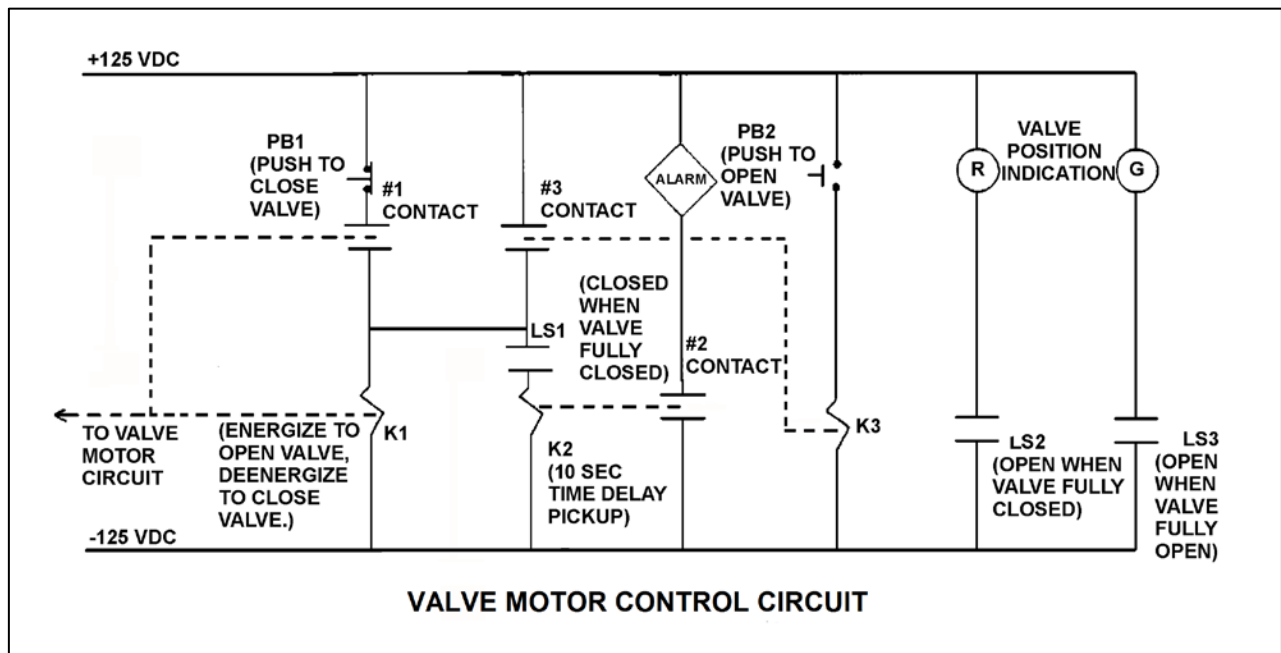 +125 VDC
PB1
(PUSH TO
CLOSE
VALVE)
#1
CONTACT
#3
CONTACT
ALARM
PB2
(PUSH TO
OPEN
VALVE)
VALVE
POSITION
INDICATION
R
G
LS1
(CLOSED
WHEN
VALVE
FULLY
CLOSED)
#2
CONTACT
TO VALVE
MOTOR
CIRCUIT
(ENERGIZE TO
OPEN VALVE,
DEENERGIZE
TO CLOSE
VALVE.)
K1
K2
(10 SEC
TIME DELAY
PICKUP)
K3
LS2
(OPEN WHEN
VALVE FULLY
CLOSED)
LS3
(OPEN
WHEN
VALVE
FULLY
OPEN)
-125 VDC
VALVE MOTOR CONTROL CIRCUIT